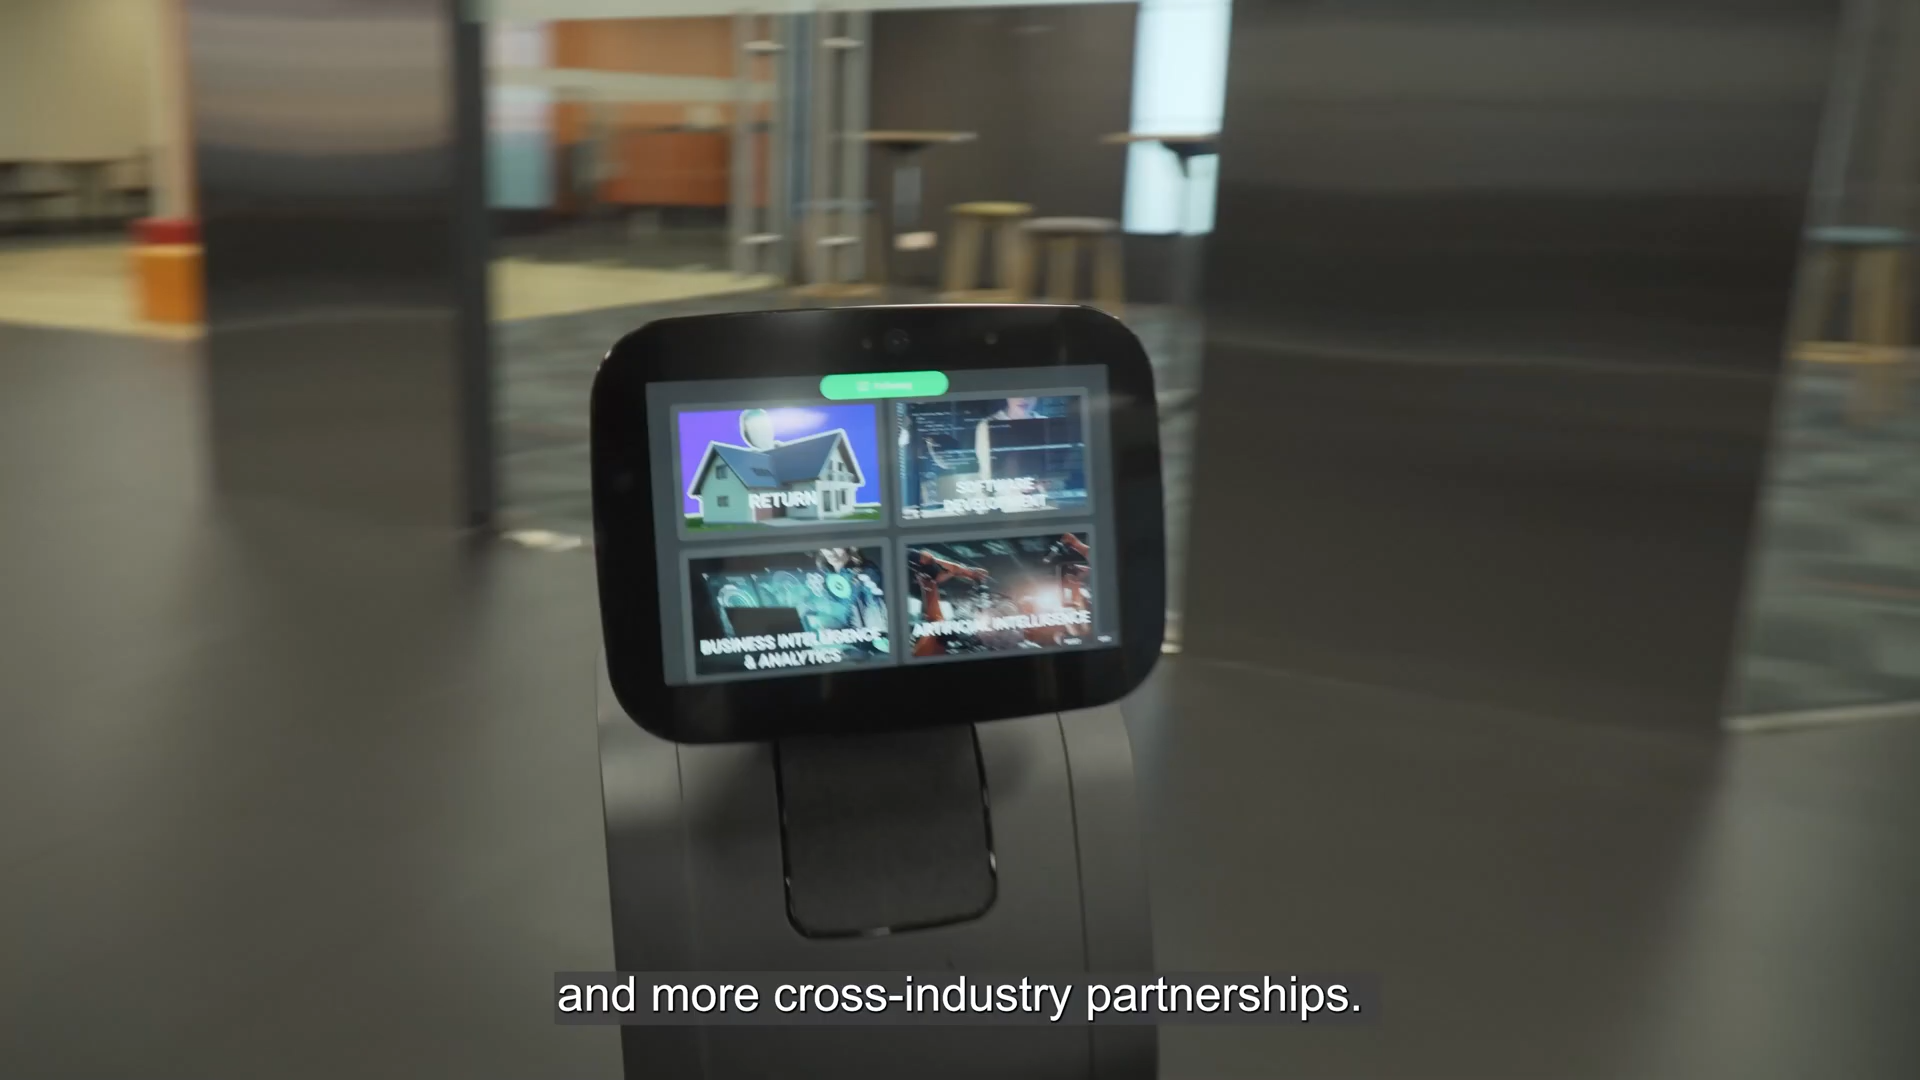 RETURN
SOFTWARE
DEVELOPMENT
BUSINESS INTELLIGENCE
& ANALYTICS
ARTIFICIAL INTELLIGENCE
and more cross-industry partnerships.